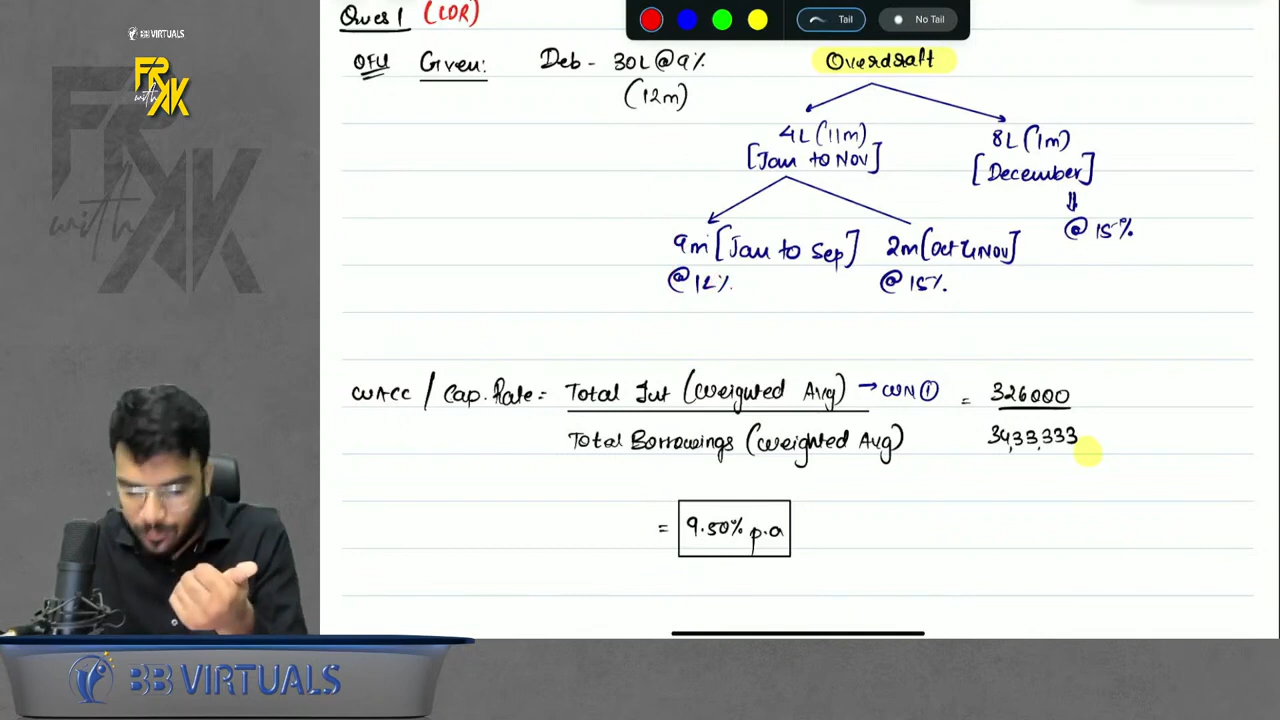 Ques 1 (LDR)
Tail
No Tail
BB VIRTUALS
FR
with
AK
FR
with
AK
OFU Given: Deb - 30L @ 9%
(12m)
Overdraft
4L (11m)
[Jan to Nov]
8L (1m)
[December]
⇓
@ 15%
9m [Jan to Sep]
@ 12%
2m [Oct & Nov]
@ 15%
WACC / Cap. Rate = Total Int (Weighted Avg) → WN ① = 326000
Total Borrowings (Weighted Avg) 34,33,333
= 9.50% p.a
BB VIRTUALS